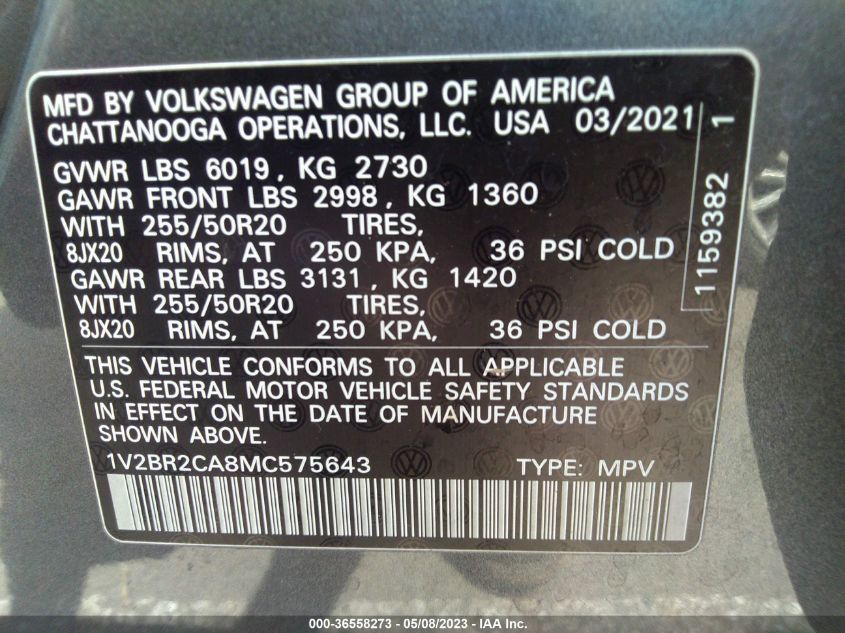 MFD BY VOLKSWAGEN GROUP OF AMERICA
CHATTANOOGA OPERATIONS, LLC. USA 03/2021
GVWR LBS 6019, KG 2730
GAWR FRONT LBS 2998, KG 1360
WITH 255/50R20 TIRES,
8JX20 RIMS, AT 250 KPA, 36 PSI COLD
GAWR REAR LBS 3131, KG 1420
WITH 255/50R20 TIRES,
8JX20 RIMS, AT 250 KPA, 36 PSI COLD
1159382 1
THIS VEHICLE CONFORMS TO ALL APPLICABLE
U.S. FEDERAL MOTOR VEHICLE SAFETY STANDARDS
IN EFFECT ON THE DATE OF MANUFACTURE
SHOWN ABOVE.
1V2BR2CA8MC575643 TYPE: MPV
000-36558273 - 05/08/2023 - IAA Inc.